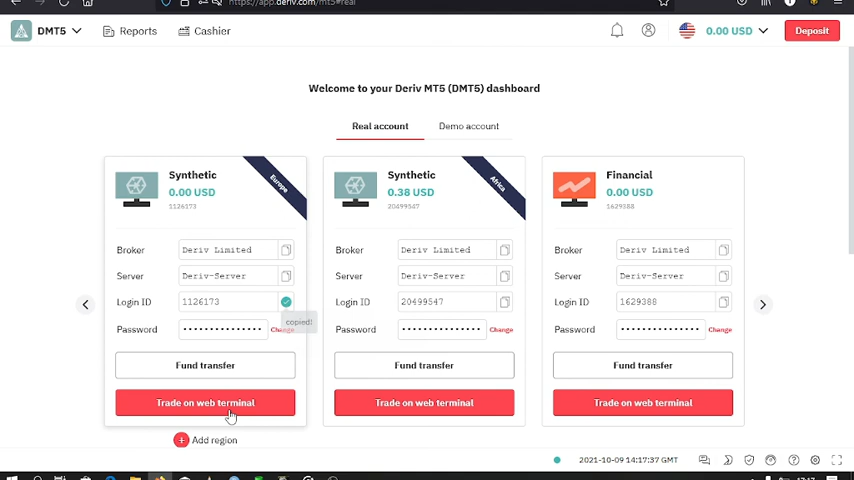 https://app.deriv.com/mt5#real
DMT5 Reports Cashier 0.00 USD Deposit
Welcome to your Deriv MT5 (DMT5) dashboard
Real account Demo account
Synthetic
0.00 USD
1126173
Europe
Broker Deriv Limited
Server Deriv-Server
Login ID 1126173
copied!
Password •••••••••••••••
Change
Fund transfer
Trade on web terminal
Add region
Synthetic
0.38 USD
20499547
Africa
Broker Deriv Limited
Server Deriv-Server
Login ID 20499547
Password •••••••••••••••
Change
Fund transfer
Trade on web terminal
Financial
0.00 USD
1629388
Broker Deriv Limited
Server Deriv-Server
Login ID 1629388
Password •••••••••••••••
Change
Fund transfer
Trade on web terminal
2021-10-09 14:17:37 GMT
17:17